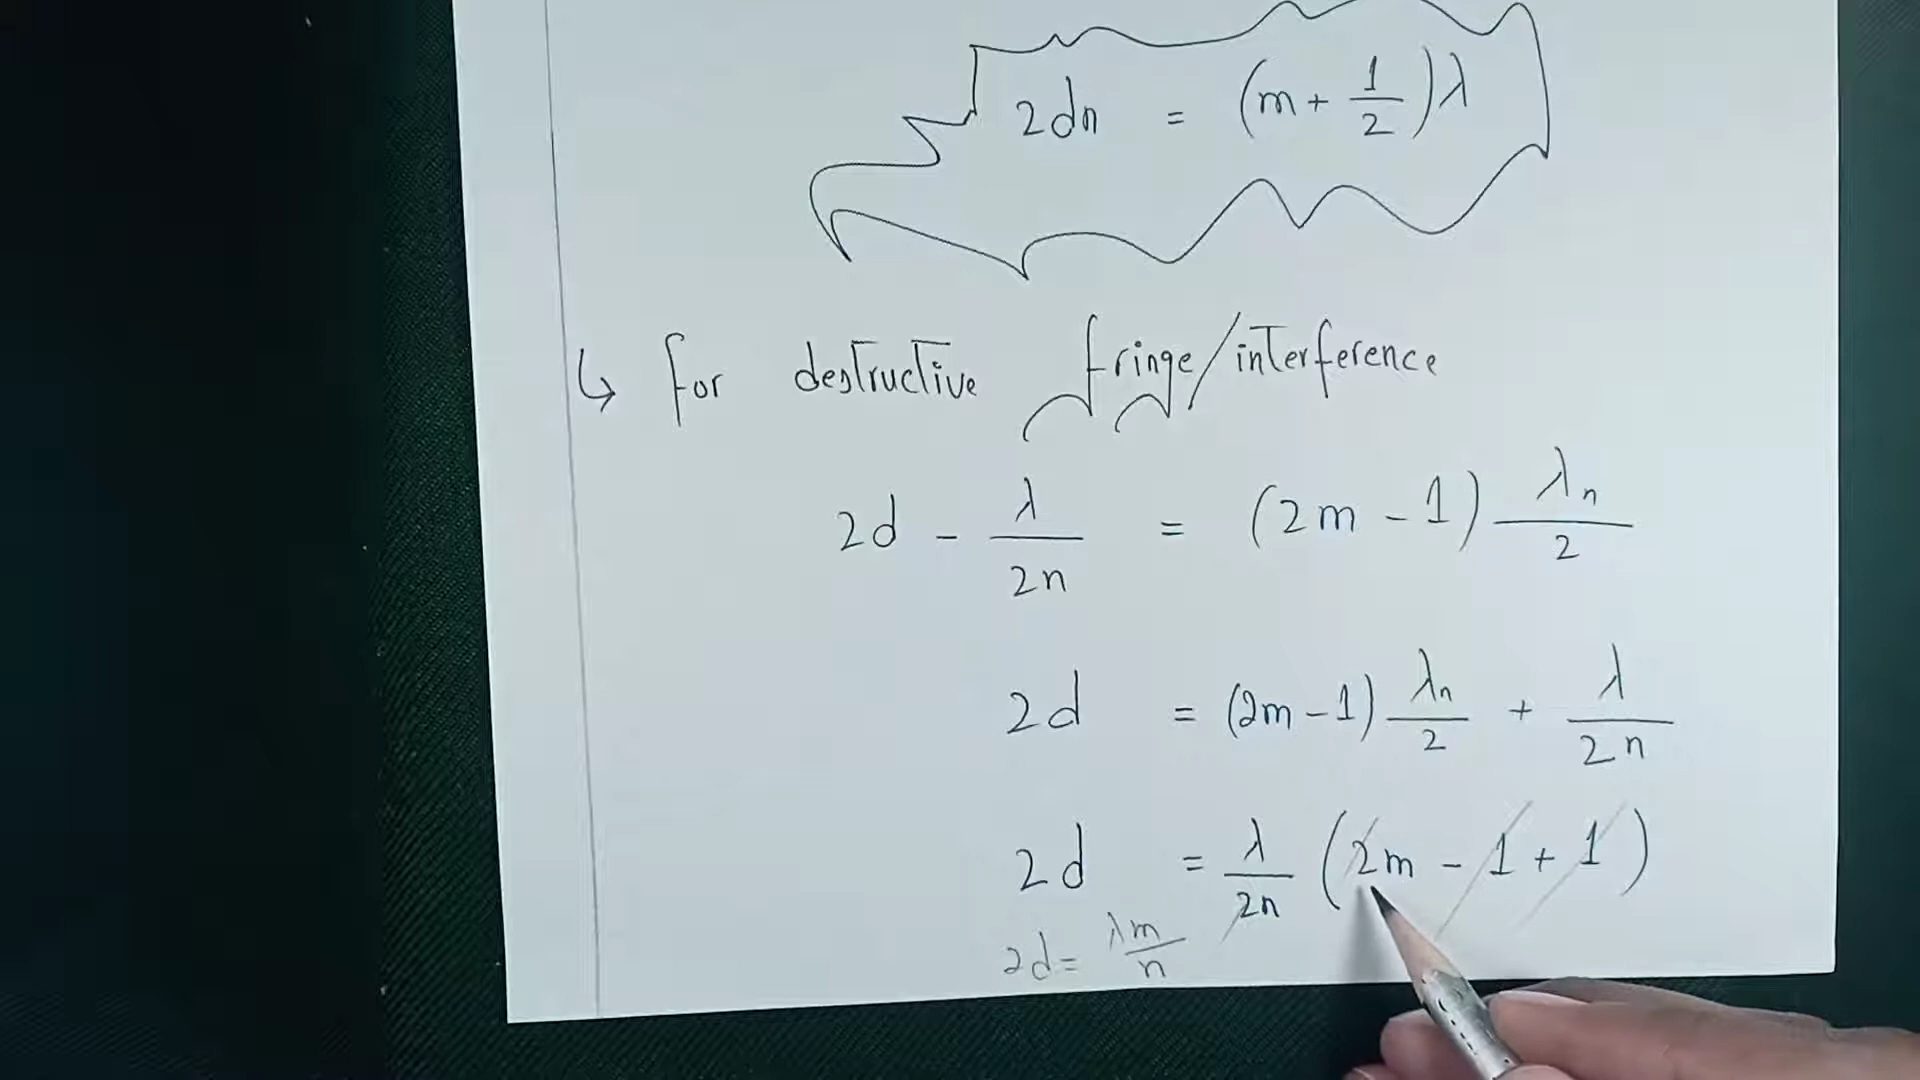 2dn = (m + 1/2)λ
↳ For destructive fringe/interference
2d - λ/2n = (2m - 1) λₙ/2
2d = (2m - 1) λₙ/2 + λ/2n
2d = λ/2n (2m - 1 + 1)
2d = λm/n